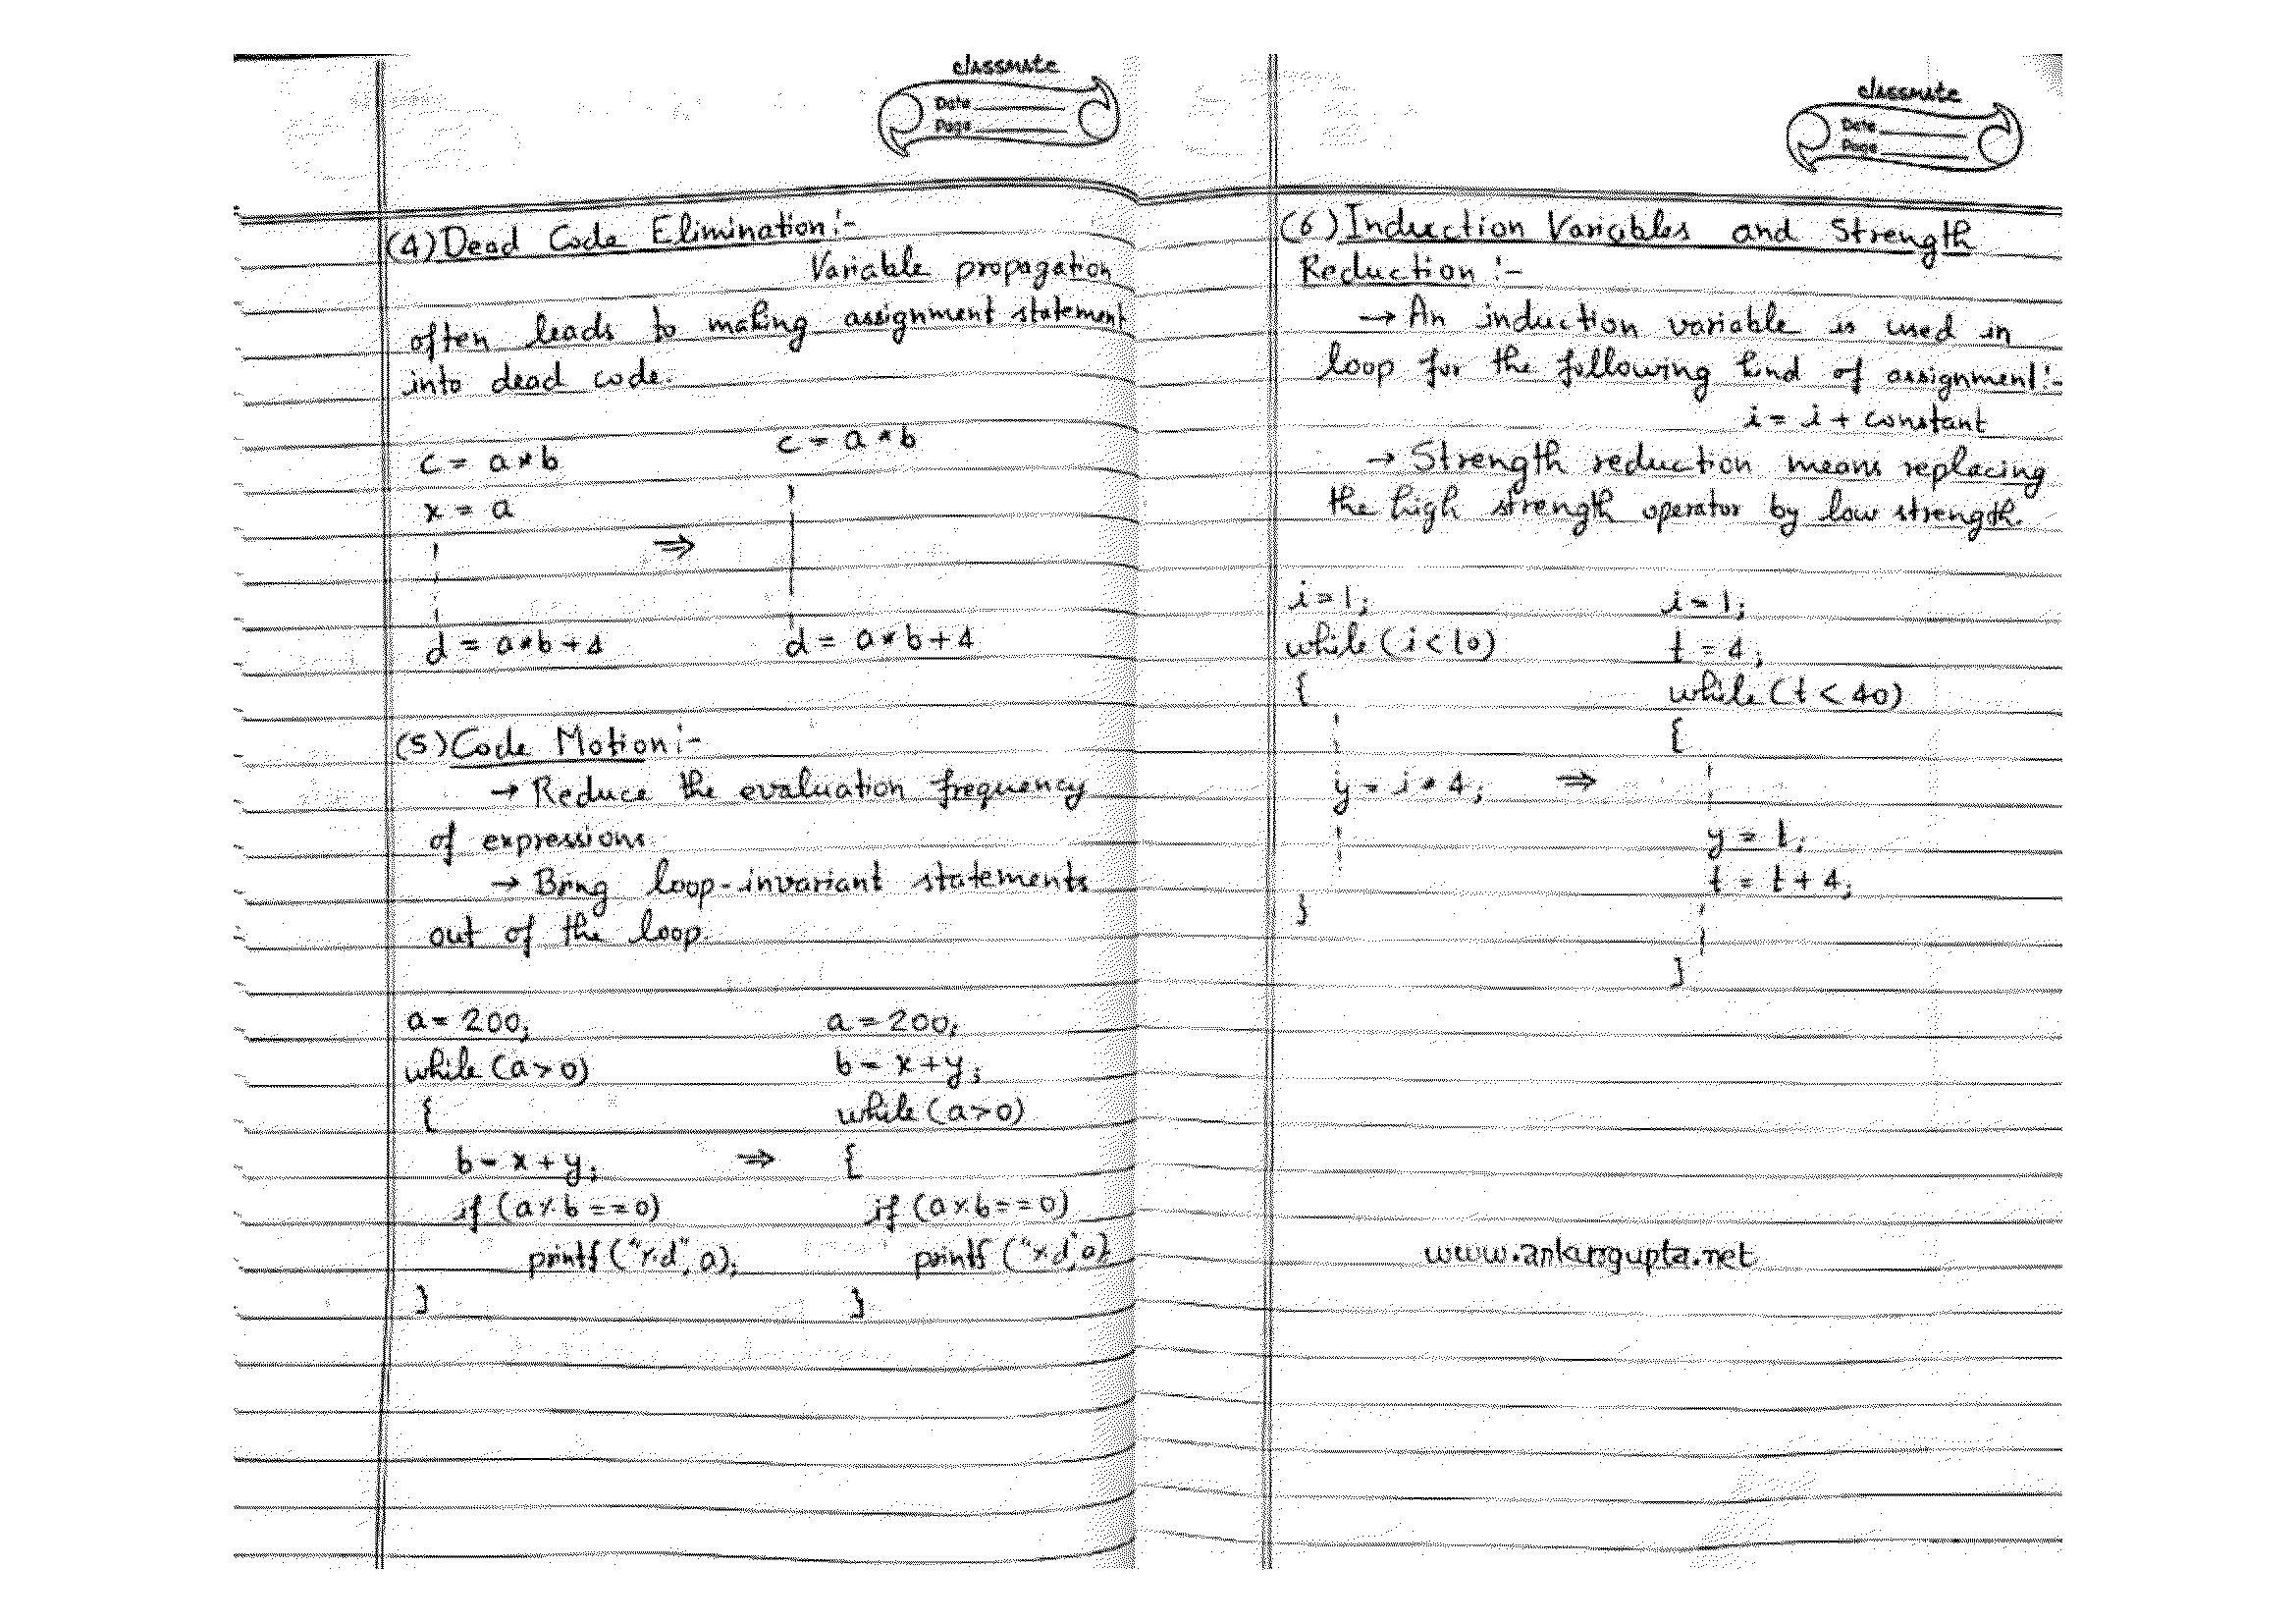 classmate
Date
Page
(4) Dead Code Elimination :-
Variable propagation
often leads to making assignment statement
into dead code.
c = a * b
x = a
d = a*b+4
⇒
c = a * b
d = a*b+4
(5) Code Motion :-
→ Reduce the evaluation frequency
of expressions.
→ Bring loop-invariant statements
out of the loop.
a = 200;
while (a>0)
{
b = x + y;
if (a % b == 0)
printf ("%d", a);
}
⇒
a = 200;
b = x + y;
while (a>0)
{
if (a % b == 0)
printf ("%d", a)
}
classmate
Date
Page
(6) Induction Variables and Strength
Reduction :-
→ An induction variable is used in
loop for the following kind of assignment :-
i = i + constant
→ Strength reduction means replacing
the high strength operator by low strength.
i = 1;
while (i < 10)
{
y = i * 4;
}
⇒
i = 1;
t = 4;
while (t < 40)
{
y = t;
t = t + 4;
}
www.ankurgupta.net